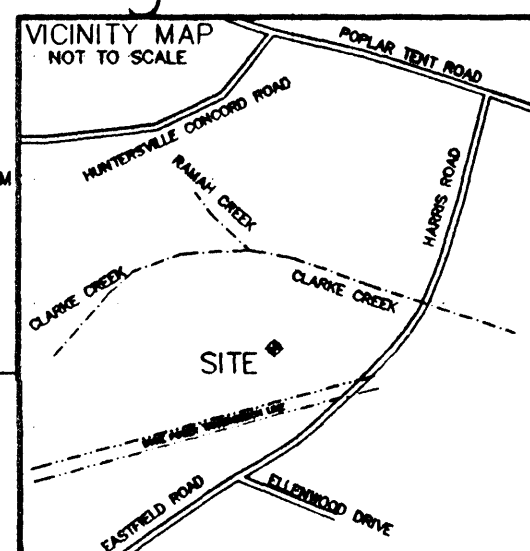 VICINITY MAP
NOT TO SCALE
POPLAR TENT ROAD
HUNTERSVILLE CONCORD ROAD
RAMAH CREEK
HARRIS ROAD
M
CLARKE CREEK
CLARKE CREEK
SITE
EASTFIELD ROAD
ELLENWOOD DRIVE